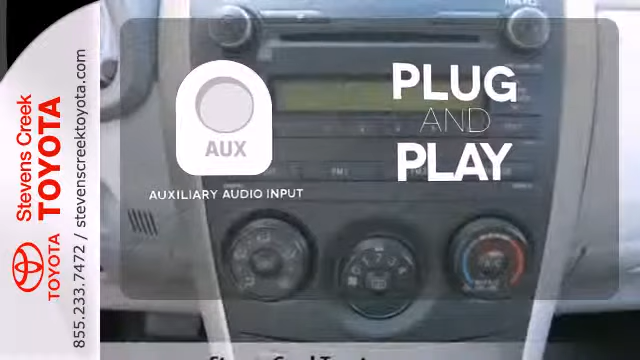 Stevens Creek
TOYOTA
TOYOTA
855.233.7472 / stevenscreektoyota.com
AUX
AUXILIARY AUDIO INPUT
PLUG
AND
PLAY